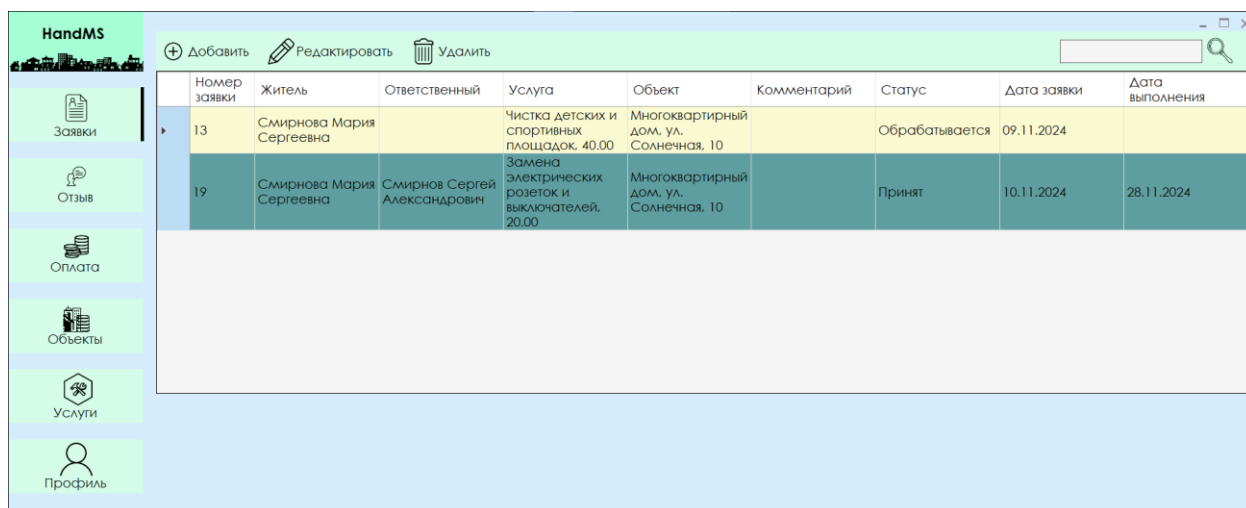 HandMS
Заявки
Отзыв
Оплата
Объекты
Услуги
Профиль
Добавить Редактировать Удалить
Номер заявки Житель Ответственный Услуга Объект Комментарий Статус Дата заявки Дата выполнения
13 Смирнова Мария Сергеевна Чистка детских и спортивных площадок, 40.00 Многоквартирный дом, ул. Солнечная, 10 Обрабатывается 09.11.2024
19 Смирнова Мария Сергеевна Смирнов Сергей Александрович Замена электрических розеток и выключателей, 20.00 Многоквартирный дом, ул. Солнечная, 10 Принят 10.11.2024 28.11.2024